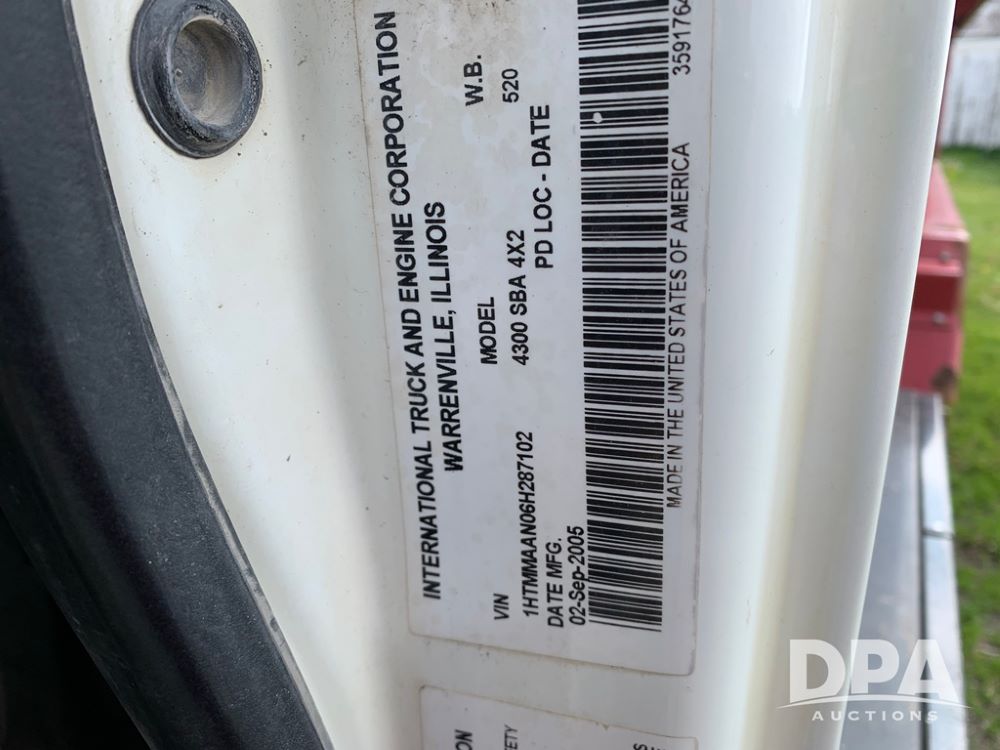 INTERNATIONAL TRUCK AND ENGINE CORPORATION
WARRENVILLE, ILLINOIS
VIN MODEL W.B.
1HTMMAAN06H287102 4300 SBA 4X2 520
DATE MFG. PD LOC - DATE
02-Sep-2005
MADE IN THE UNITED STATES OF AMERICA 3591764
DPA
AUCTIONS